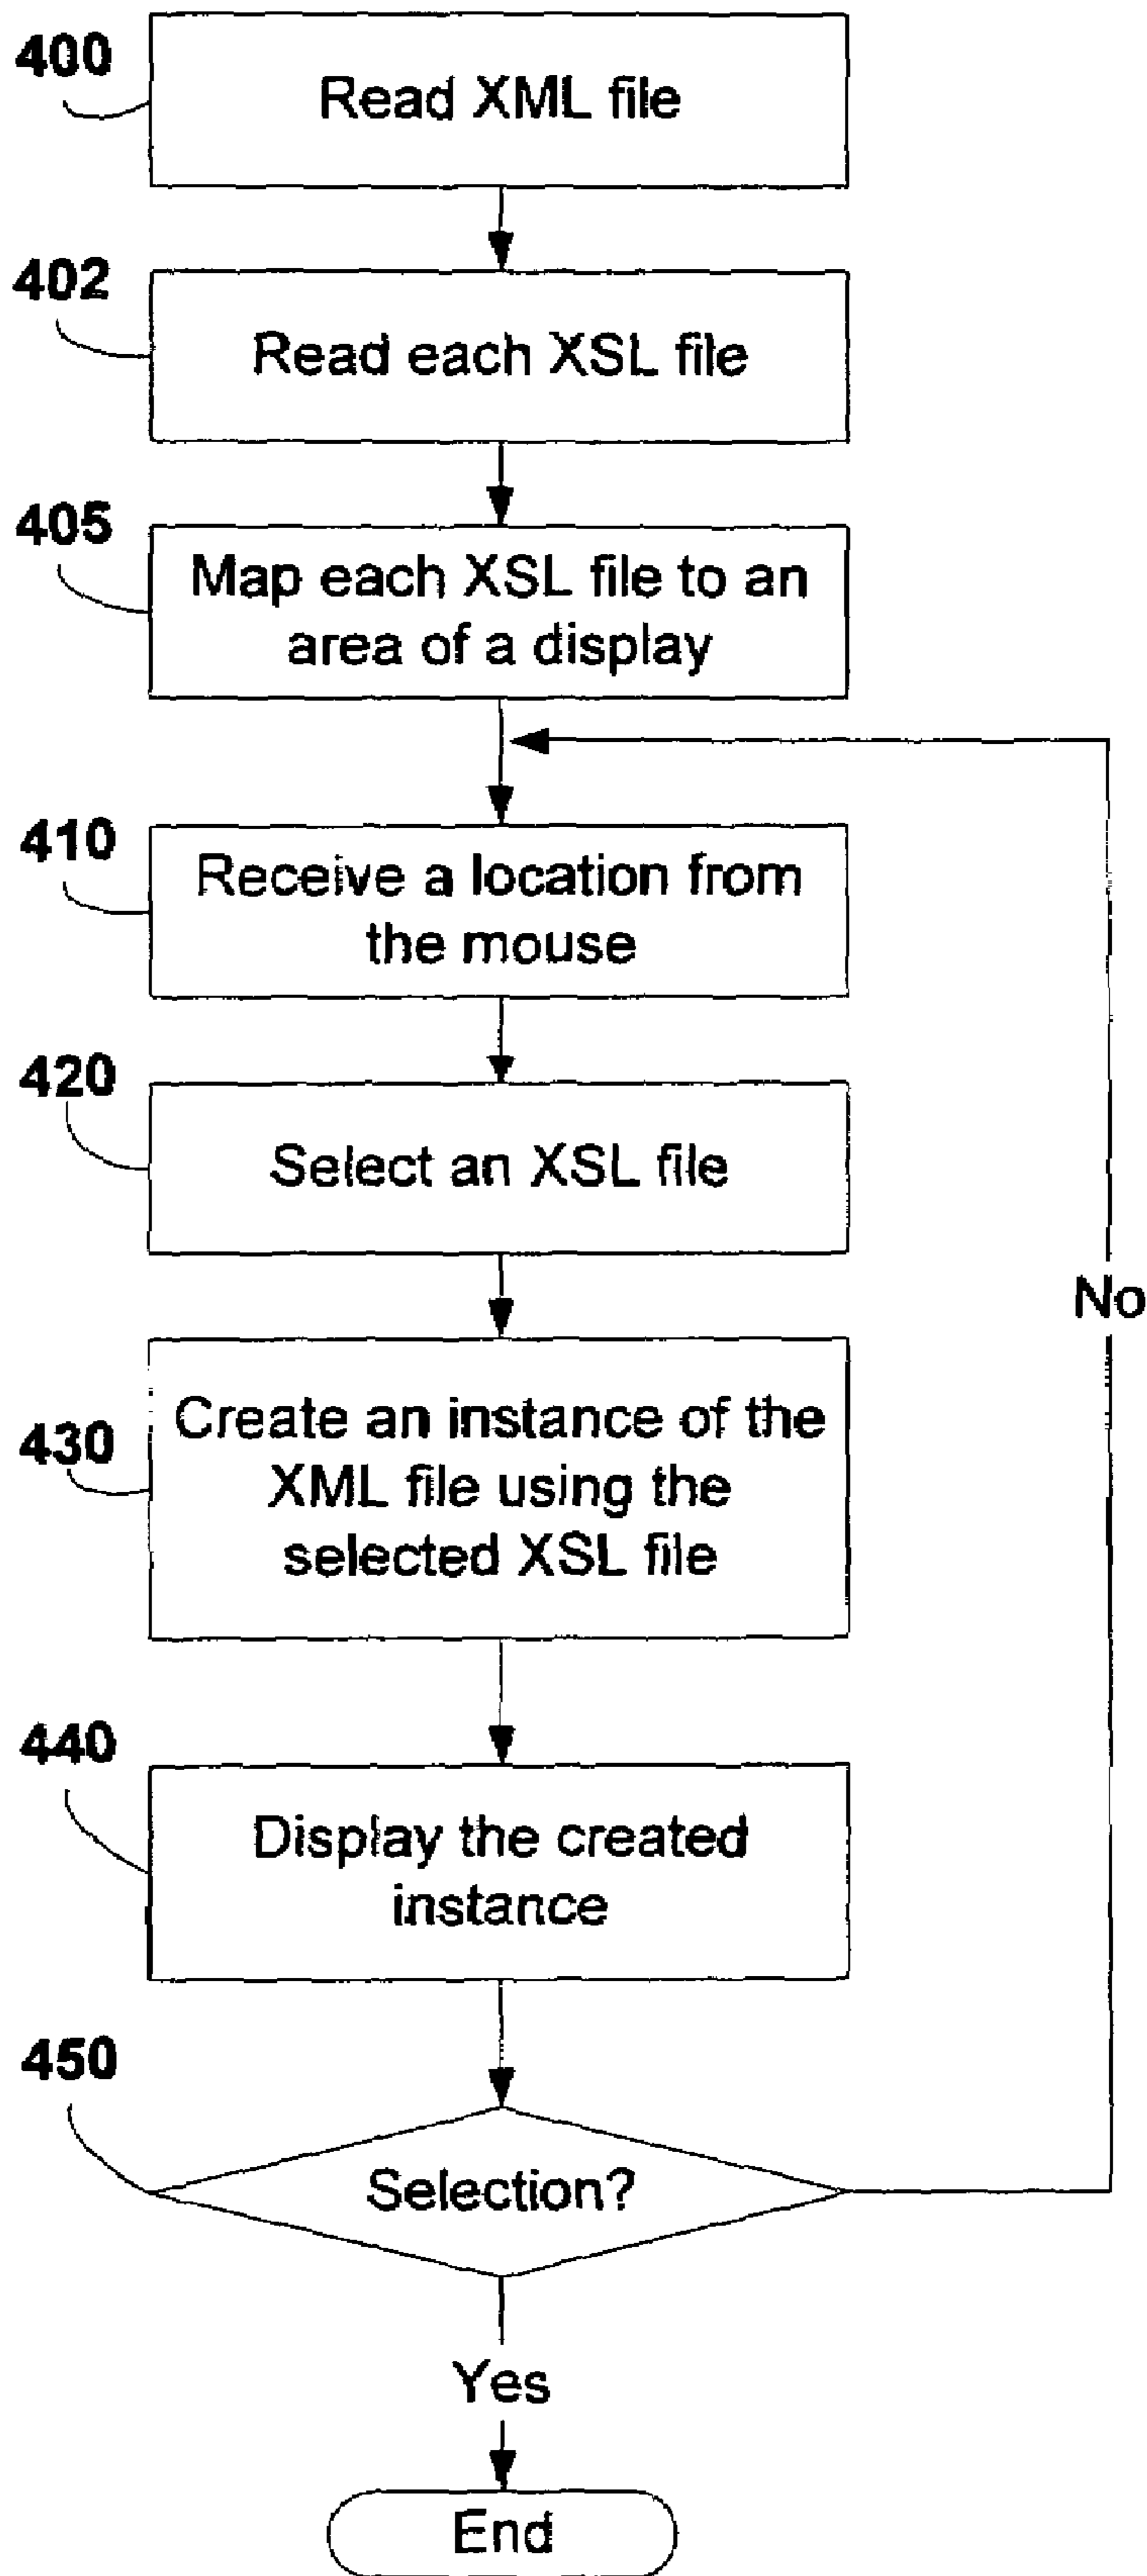 400
Read XML file
402
Read each XSL file
405
Map each XSL file to an
area of a display
410
Receive a location from
the mouse
420
Select an XSL file
No
430
Create an instance of the
XML file using the
selected XSL file
440
Display the created
instance
450
Selection?
Yes
End